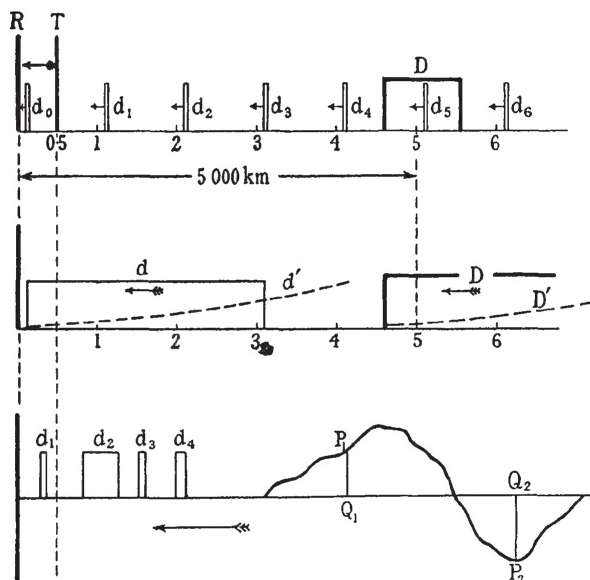 R T
D
d₀ d₁ d₂ d₃ d₄ d₅ d₆
0·5 1 2 3 4 5 6
5 000 km
d d′ D D′
1 2 3 4 5 6
d₁ d₂ d₃ d₄ P₁ Q₂
Q₁
P₂